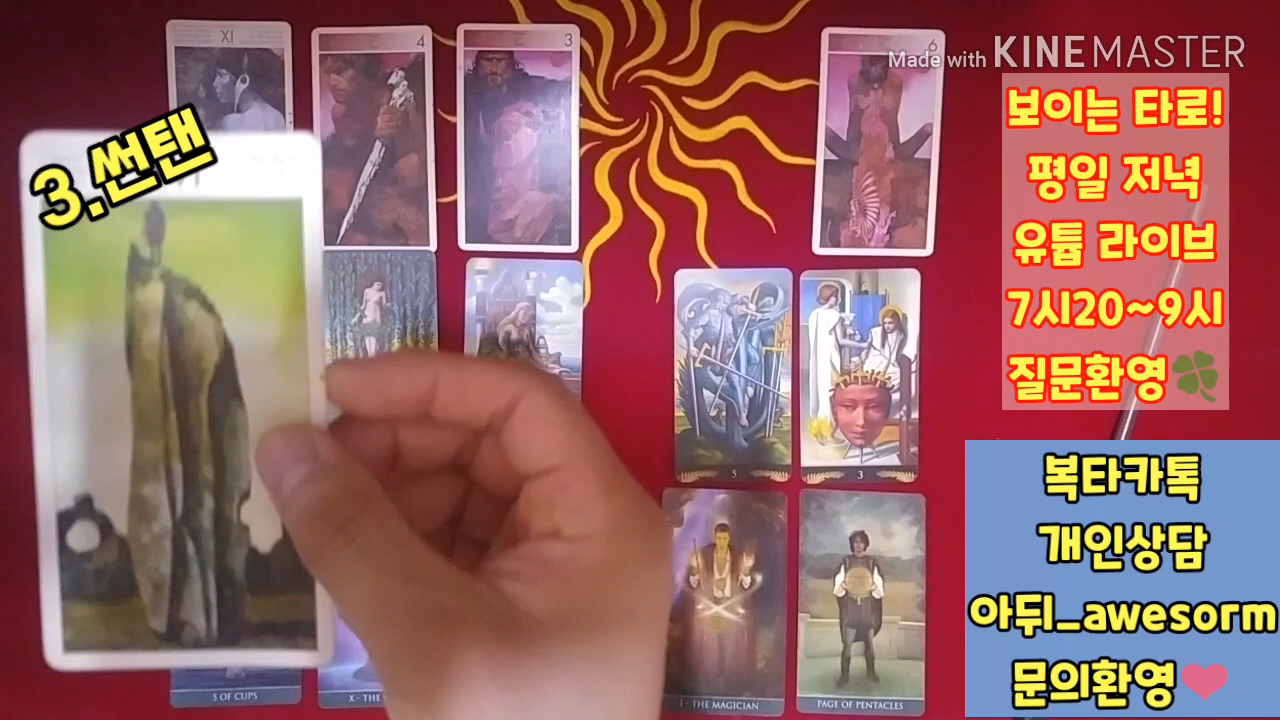 XI
4
3
6
Made with KINEMASTER
3.썬탠
보이는 타로!
평일 저녁
유튭 라이브
7시20~9시
질문환영🍀
5
3
복타카톡
개인상담
아뒤_awesorm
문의환영❤
5 OF CUPS
X - THE
I - THE MAGICIAN
PAGE OF PENTACLES